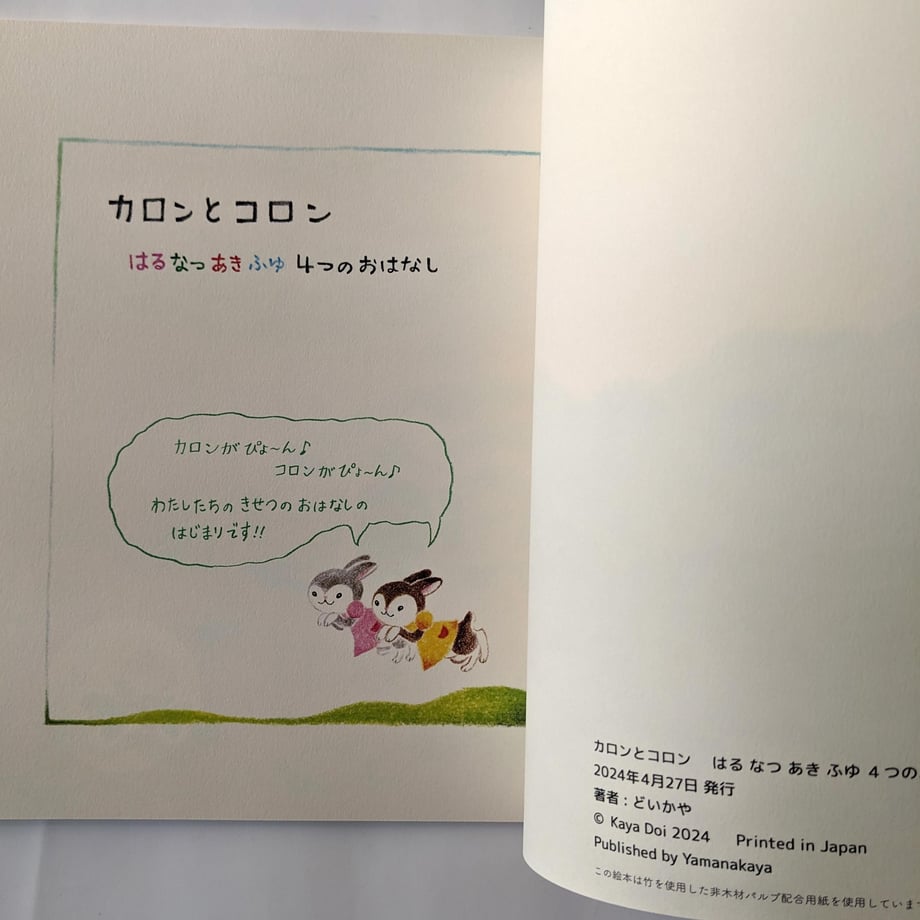 カロンとコロン
はる なつ あき ふゆ 4つのおはなし
カロンが ぴょ〜ん♪
コロンが ぴょ〜ん♪
わたしたちの きせつの おはなしの
はじまりです!!
カロンとコロン はる なつ あき ふゆ 4つの
2024年4月27日 発行
著者：どいかや
© Kaya Doi 2024 Printed in Japan
Published by Yamanakaya
この絵本は竹を使用した非木材パルプ配合用紙を使用していま